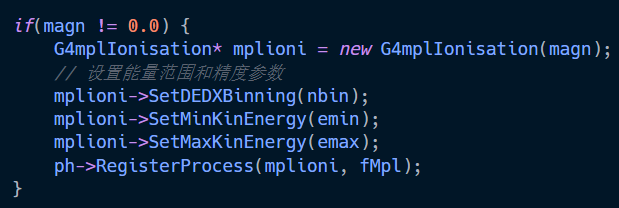 if(magn != 0.0) {
    G4mplIonisation* mplioni = new G4mplIonisation(magn);
    // 设置能量范围和精度参数
    mplioni->SetDEDXBinning(nbin);
    mplioni->SetMinKinEnergy(emin);
    mplioni->SetMaxKinEnergy(emax);
    ph->RegisterProcess(mplioni, fMpl);
}